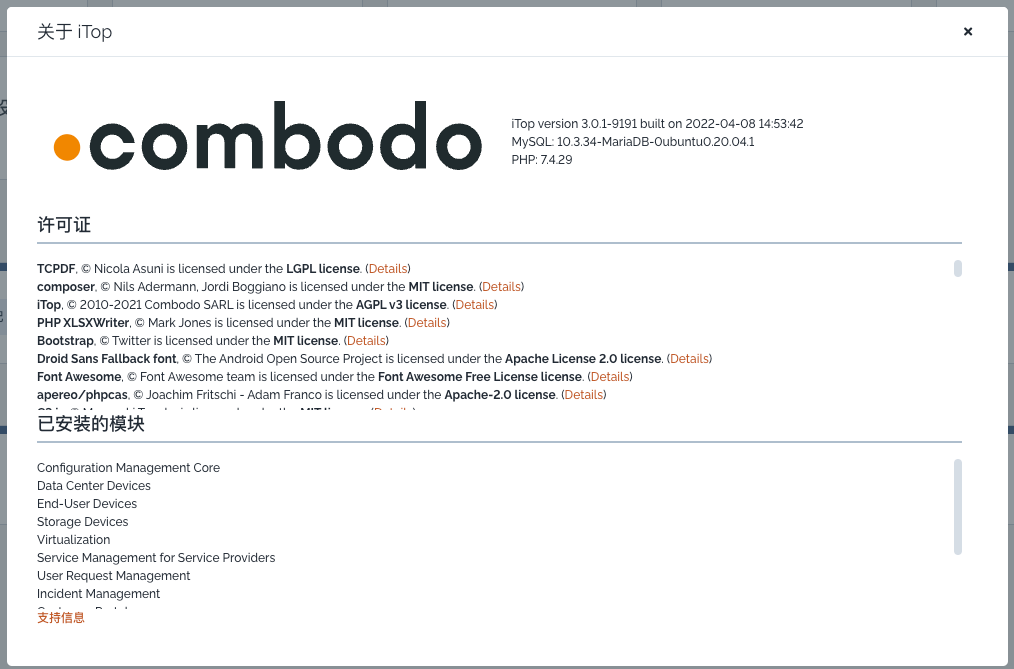 关于 iTop
×
combodo
iTop version 3.0.1-9191 built on 2022-04-08 14:53:42
MySQL: 10.3.34-MariaDB-0ubuntu0.20.04.1
PHP: 7.4.29
许可证
TCPDF, © Nicola Asuni is licensed under the LGPL license. (Details)
composer, © Nils Adermann, Jordi Boggiano is licensed under the MIT license. (Details)
iTop, © 2010-2021 Combodo SARL is licensed under the AGPL v3 license. (Details)
PHP XLSXWriter, © Mark Jones is licensed under the MIT license. (Details)
Bootstrap, © Twitter is licensed under the MIT license. (Details)
Droid Sans Fallback font, © The Android Open Source Project is licensed under the Apache License 2.0 license. (Details)
Font Awesome, © Font Awesome team is licensed under the Font Awesome Free License license. (Details)
apereo/phpcas, © Joachim Fritschi - Adam Franco is licensed under the Apache-2.0 license. (Details)
已安装的模块
Configuration Management Core
Data Center Devices
End-User Devices
Storage Devices
Virtualization
Service Management for Service Providers
User Request Management
Incident Management
支持信息